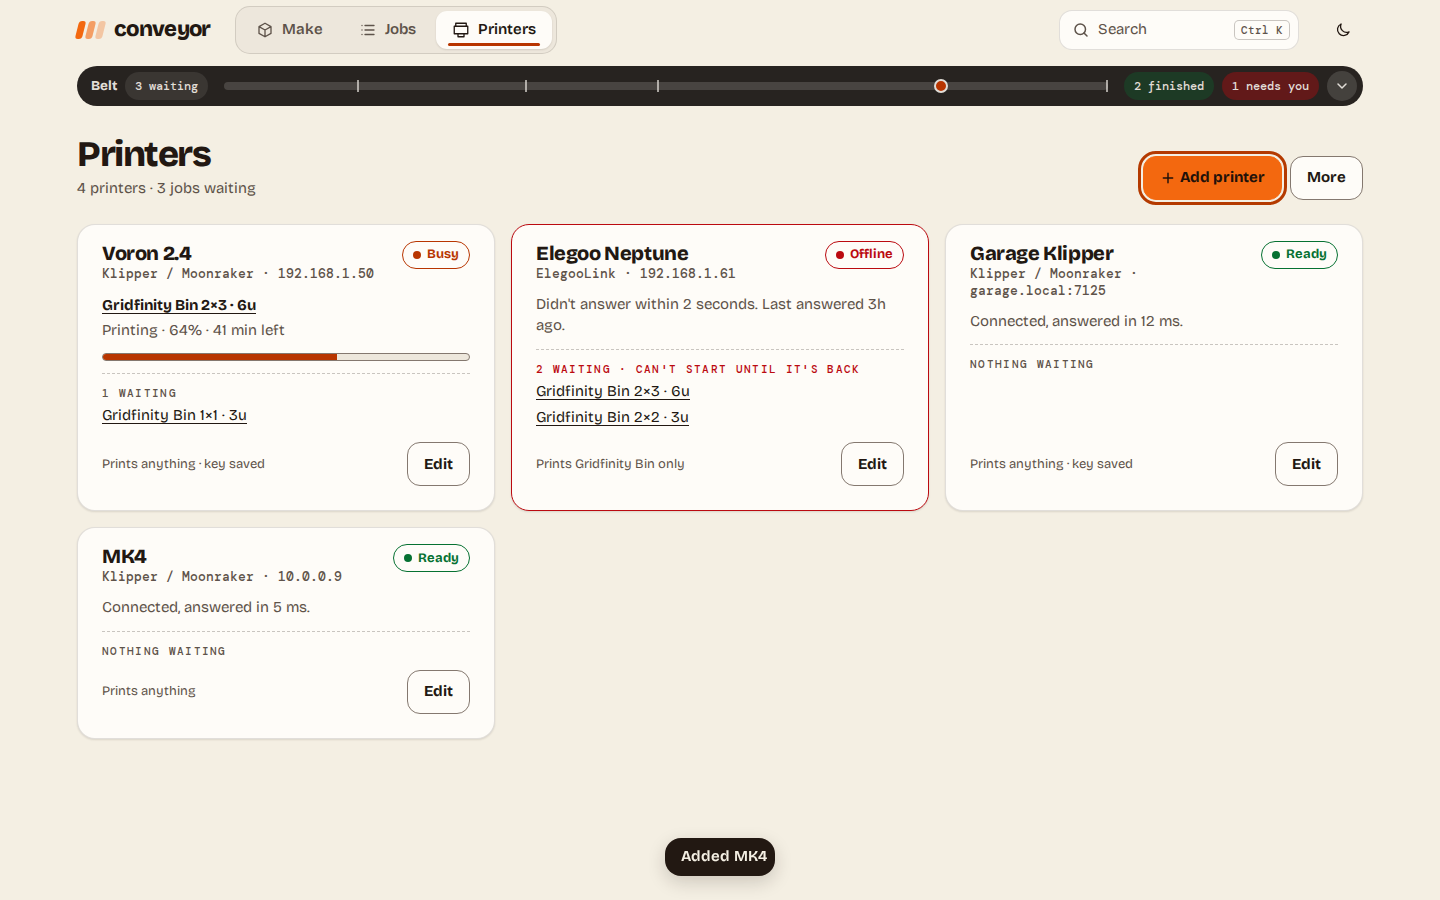 conveyor
Make
Jobs
Printers
Search
Ctrl K
Belt
3 waiting
2 finished
1 needs you
Printers
4 printers · 3 jobs waiting
+ Add printer
More
Voron 2.4
Busy
Klipper / Moonraker · 192.168.1.50
Gridfinity Bin 2×3 · 6u
Printing · 64% · 41 min left
1 WAITING
Gridfinity Bin 1×1 · 3u
Prints anything · key saved
Edit
Elegoo Neptune
Offline
ElegooLink · 192.168.1.61
Didn't answer within 2 seconds. Last answered 3h
ago.
2 WAITING · CAN'T START UNTIL IT'S BACK
Gridfinity Bin 2×3 · 6u
Gridfinity Bin 2×2 · 3u
Prints Gridfinity Bin only
Edit
Garage Klipper
Ready
Klipper / Moonraker ·
garage.local:7125
Connected, answered in 12 ms.
NOTHING WAITING
Prints anything · key saved
Edit
MK4
Ready
Klipper / Moonraker · 10.0.0.9
Connected, answered in 5 ms.
NOTHING WAITING
Prints anything
Edit
Added MK4